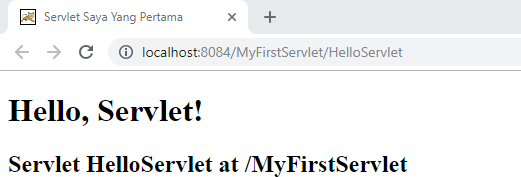 Servlet Saya Yang Pertama
localhost:8084/MyFirstServlet/HelloServlet
Hello, Servlet!
Servlet HelloServlet at /MyFirstServlet